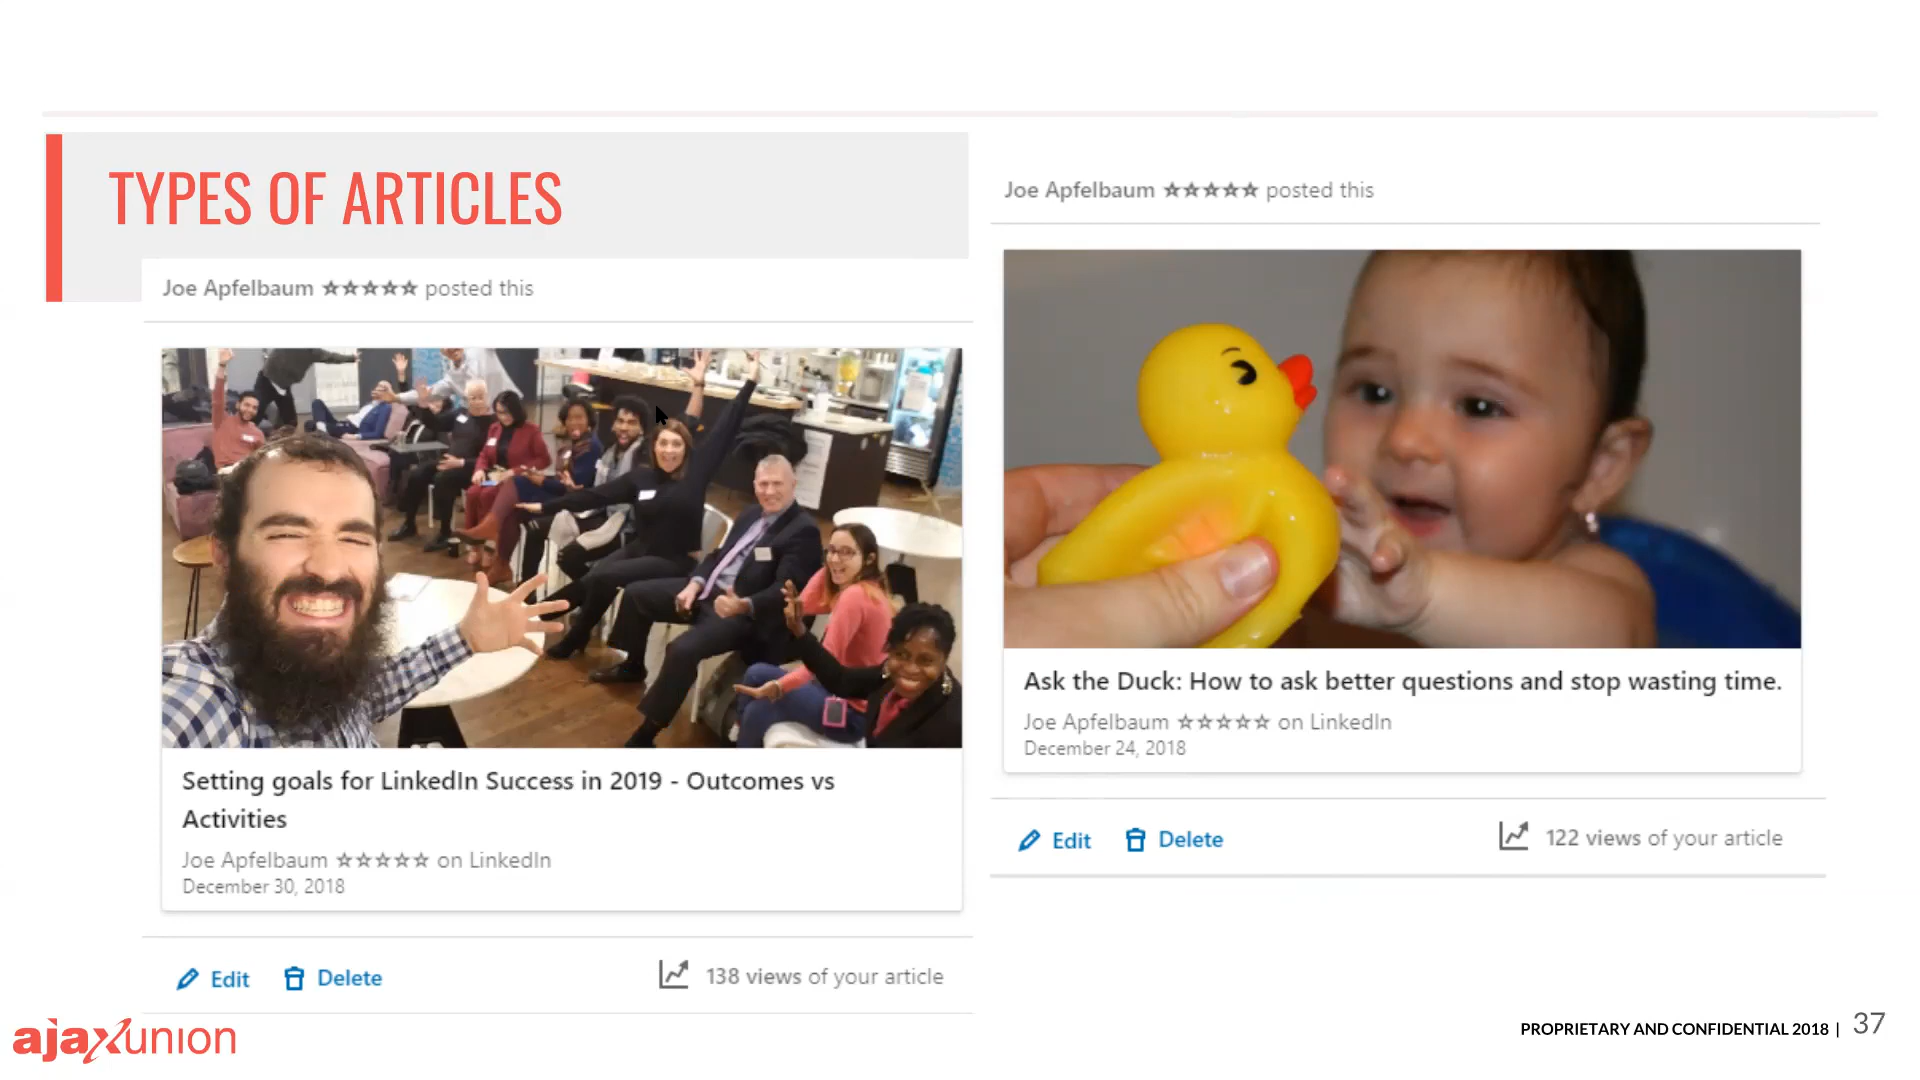 TYPES OF ARTICLES
Joe Apfelbaum ☆☆☆☆☆ posted this
Setting goals for LinkedIn Success in 2019 - Outcomes vs
Activities
Joe Apfelbaum ☆☆☆☆☆ on LinkedIn
December 30, 2018
Edit Delete 138 views of your article
Joe Apfelbaum ☆☆☆☆☆ posted this
Ask the Duck: How to ask better questions and stop wasting time.
Joe Apfelbaum ☆☆☆☆☆ on LinkedIn
December 24, 2018
Edit Delete 122 views of your article
ajaxunion
PROPRIETARY AND CONFIDENTIAL 2018 | 37